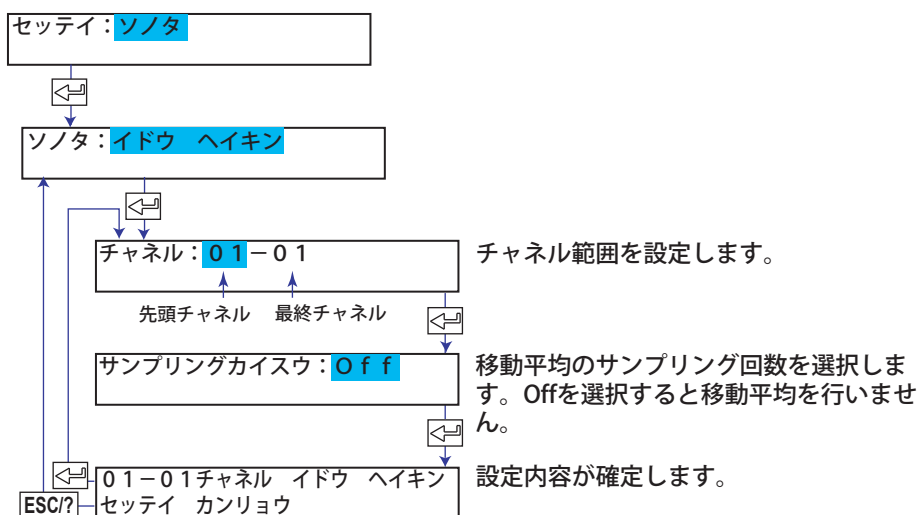 セッテイ：ソノタ
ソノタ：イドウ　ヘイキン
チャネル：０１－０１
チャネル範囲を設定します。
先頭チャネル　最終チャネル
サンプリングカイスウ：Ｏｆｆ
移動平均のサンプリング回数を選択しま
す。Offを選択すると移動平均を行いませ
ん。
０１－０１チャネル　イドウ　ヘイキン
セッテイ　カンリョウ
設定内容が確定します。
ESC/?